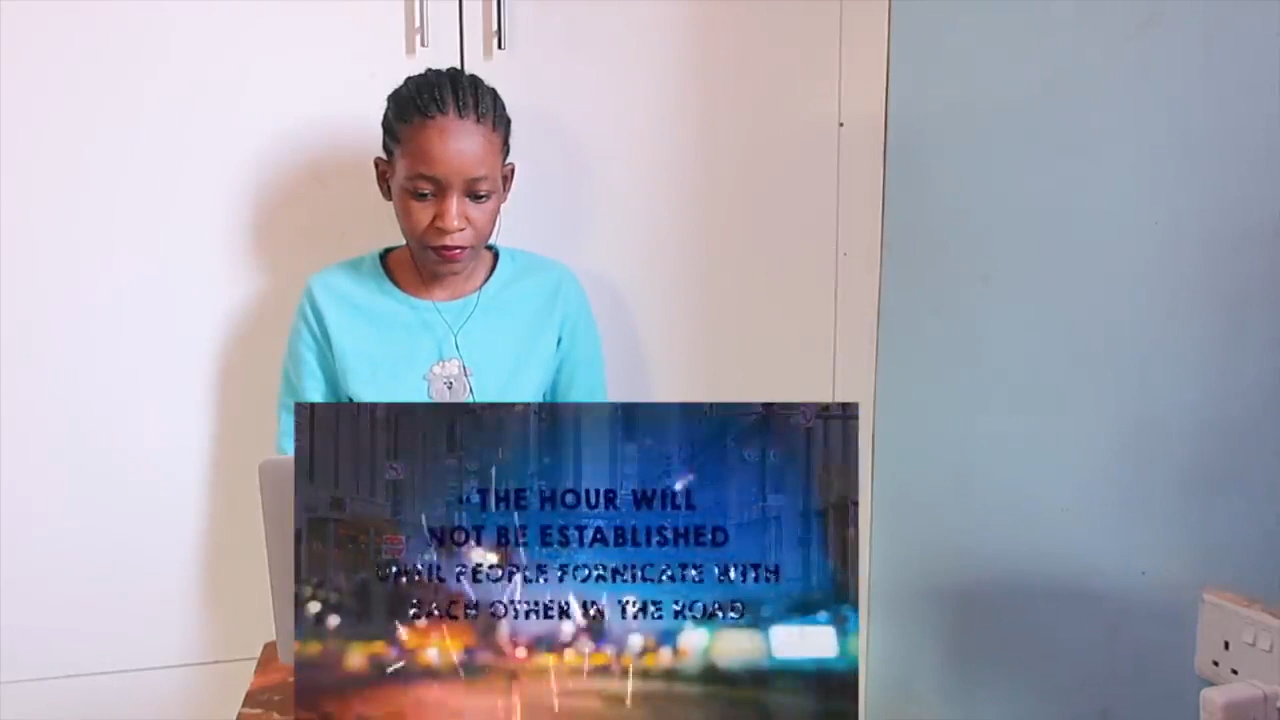 “THE HOUR WILL
NOT BE ESTABLISHED
UNTIL PEOPLE FORNICATE WITH
EACH OTHER IN THE ROAD